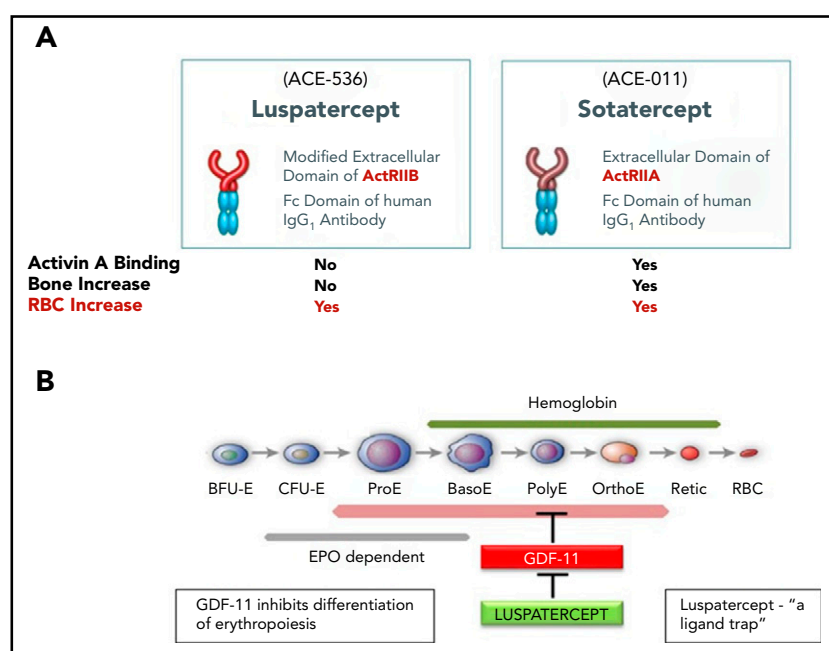 A
(ACE-536)
Luspatercept
Modified Extracellular
Domain of ActRIIB
Fc Domain of human
IgG1 Antibody
(ACE-011)
Sotatercept
Extracellular Domain of
ActRIIA
Fc Domain of human
IgG1 Antibody
Activin A Binding No Yes
Bone Increase No Yes
RBC Increase Yes Yes
B
Hemoglobin
BFU-E CFU-E ProE BasoE PolyE OrthoE Retic RBC
EPO dependent
GDF-11
GDF-11 inhibits differentiation
of erythropoiesis
LUSPATERCEPT
Luspatercept - “a
ligand trap”